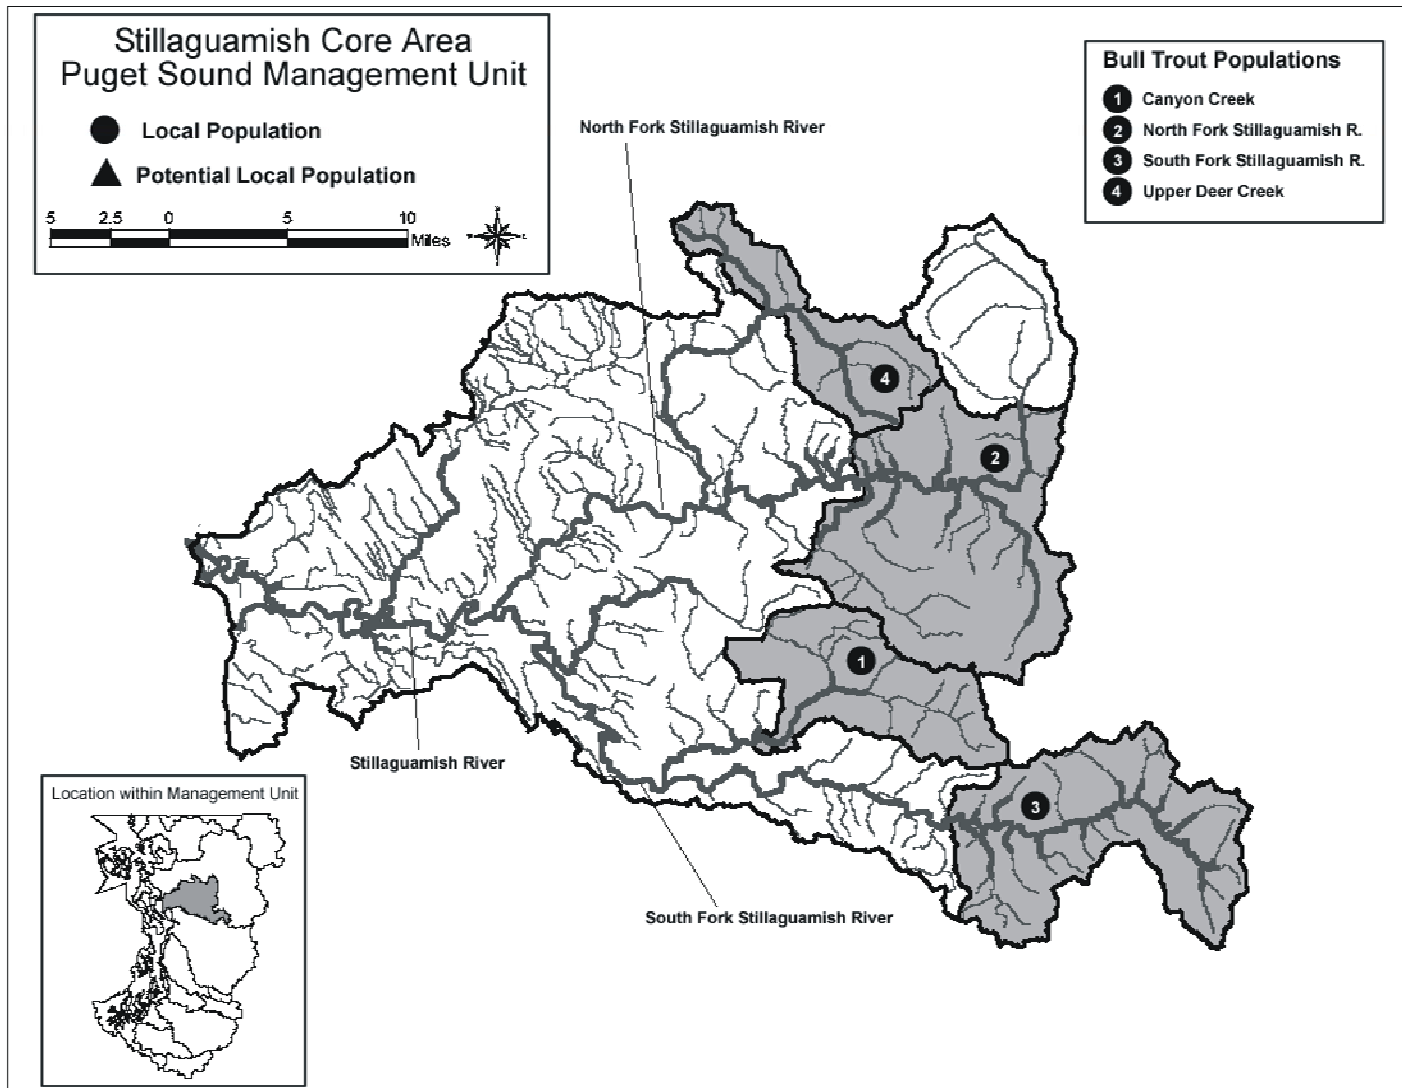 Stillaguamish Core Area
Puget Sound Management Unit
Local Population
Potential Local Population
5 2.5 0 5 10
Miles
Bull Trout Populations
1 Canyon Creek
2 North Fork Stillaguamish R.
3 South Fork Stillaguamish R.
4 Upper Deer Creek
North Fork Stillaguamish River
4
2
1
Stillaguamish River
3
South Fork Stillaguamish River
Location within Management Unit